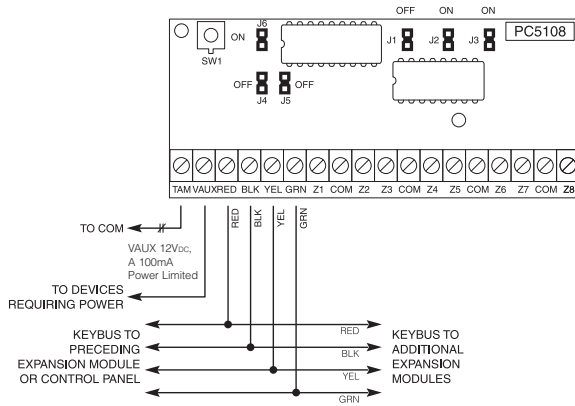 OFF ON ON
J6
ON
SW1
J1 J2 J3
PC5108
OFF OFF
J4 J5
TAM VAUX RED BLK YEL GRN Z1 COM Z2 Z3 COM Z4 Z5 COM Z6 Z7 COM Z8
RED
BLK
YEL
GRN
TO COM
VAUX 12VDC,
A 100mA
Power Limited
TO DEVICES
REQUIRING POWER
KEYBUS TO
PRECEDING
EXPANSION MODULE
OR CONTROL PANEL
RED
BLK
YEL
GRN
KEYBUS TO
ADDITIONAL
EXPANSION
MODULES